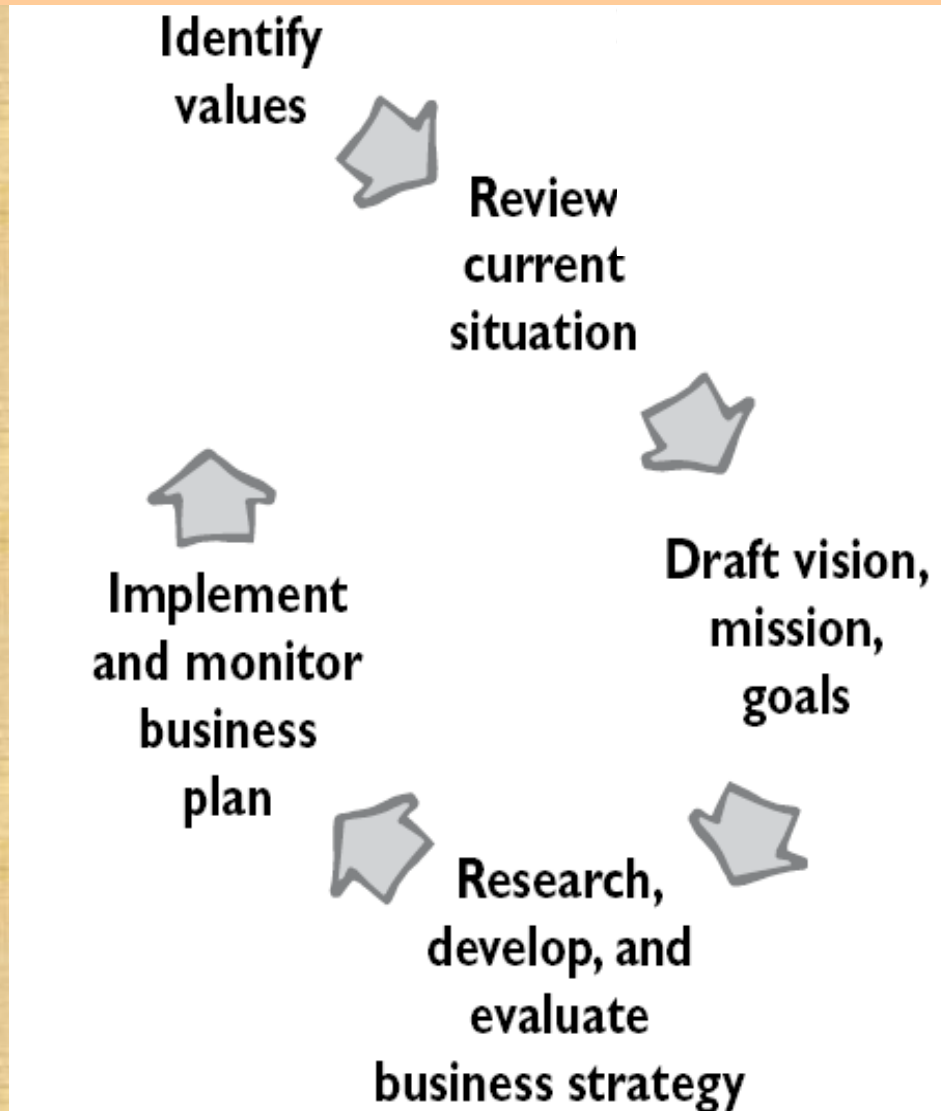 Identify
values
Review
current
situation
Draft vision,
mission,
goals
Research,
develop, and
evaluate
business strategy
Implement
and monitor
business
plan